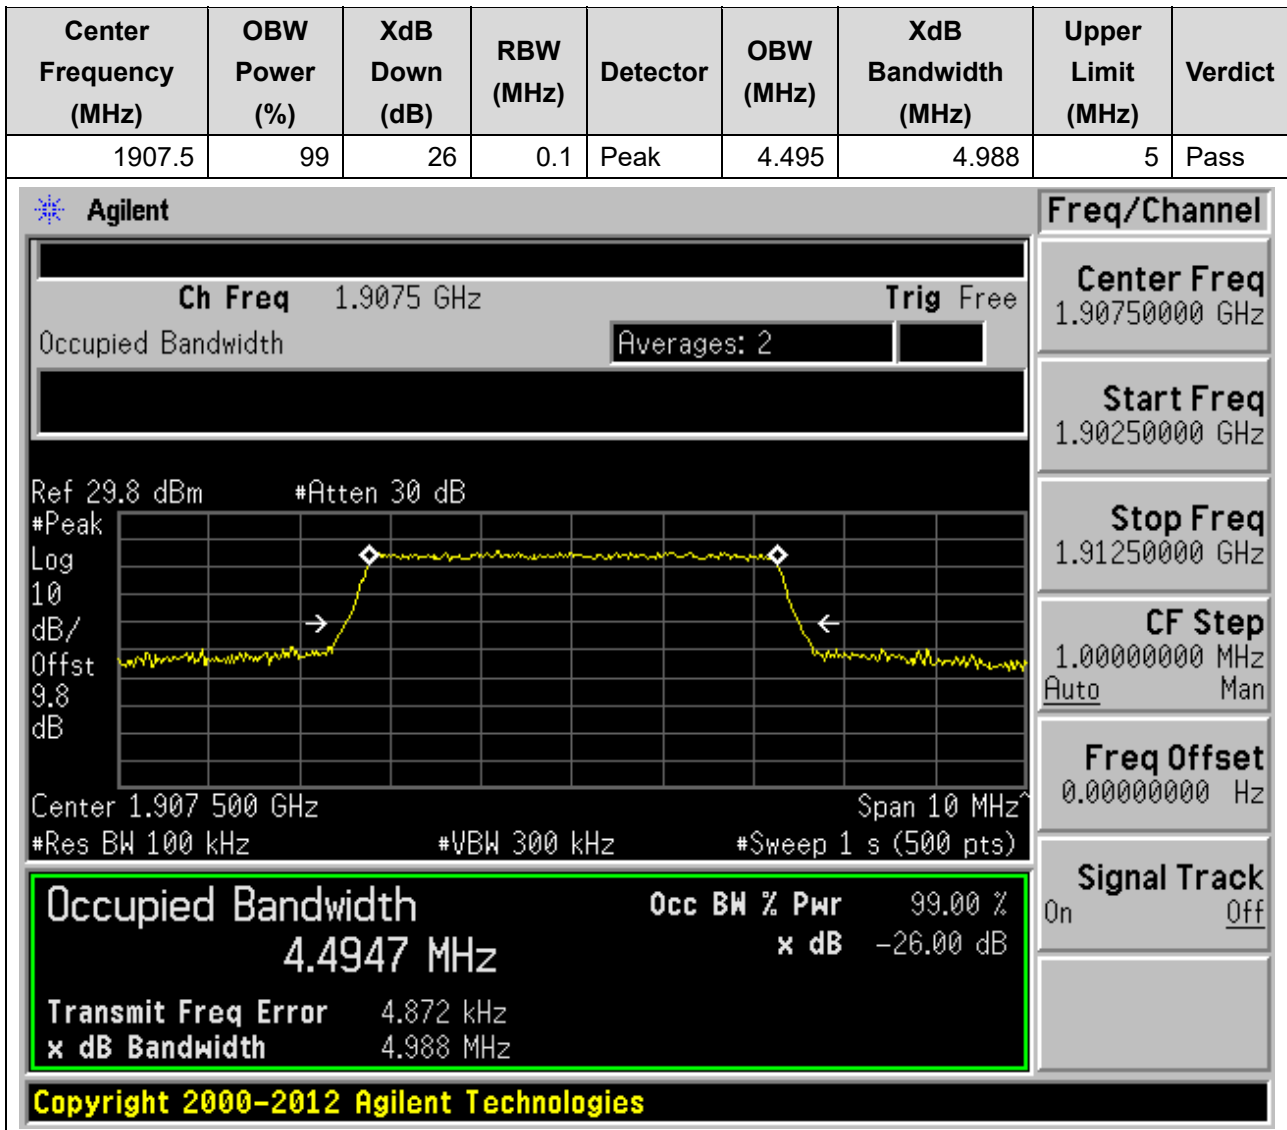 Center Frequency (MHz) OBW Power (%) XdB Down (dB) RBW (MHz) Detector OBW (MHz) XdB Bandwidth (MHz) Upper Limit (MHz) Verdict
1907.5 99 26 0.1 Peak 4.495 4.988 5 Pass
Agilent
Freq/Channel
Ch Freq 1.9075 GHz Trig Free
Occupied Bandwidth Averages: 2
Ref 29.8 dBm #Atten 30 dB
#Peak
Log
10
dB/
Offst
9.8
dB
Center 1.907 500 GHz Span 10 MHz^
#Res BW 100 kHz #VBW 300 kHz #Sweep 1 s (500 pts)
Occupied Bandwidth Occ BW % Pwr 99.00 %
4.4947 MHz x dB -26.00 dB
Transmit Freq Error 4.872 kHz
x dB Bandwidth 4.988 MHz
Center Freq
1.90750000 GHz
Start Freq
1.90250000 GHz
Stop Freq
1.91250000 GHz
CF Step
1.00000000 MHz
Auto Man
Freq Offset
0.00000000 Hz
Signal Track
On Off
Copyright 2000-2012 Agilent Technologies